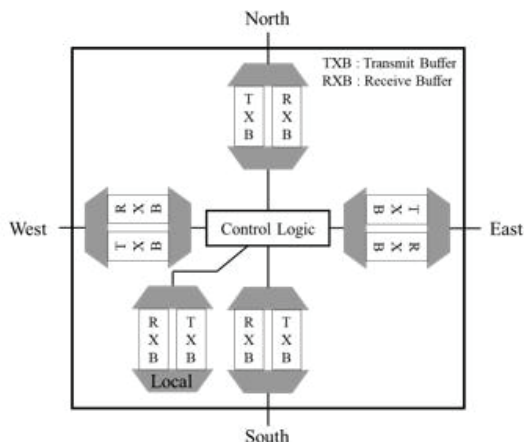 North
TXB : Transmit Buffer
RXB : Receive Buffer
T X B
R X B
R X B
T X B
West
Control Logic
T X B
R X B
East
R X B
T X B
Local
R X B
T X B
South